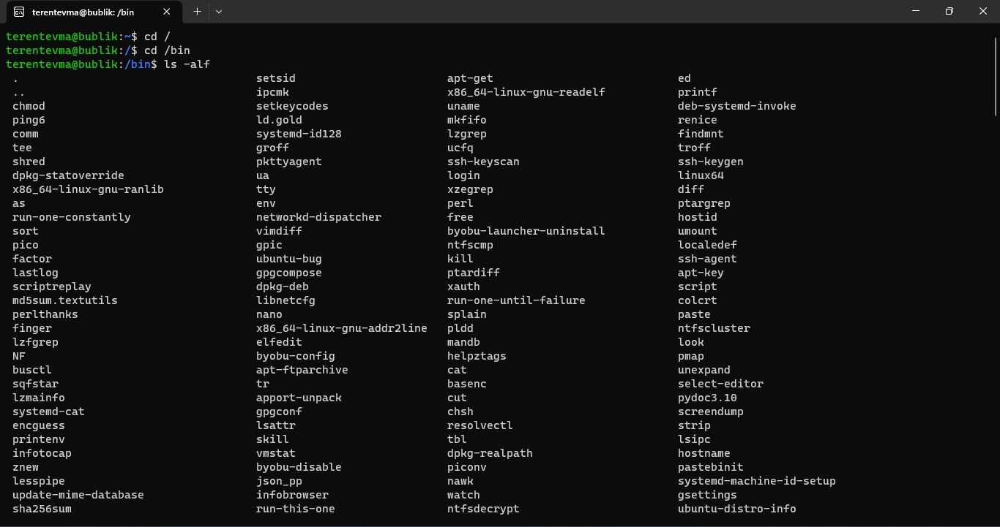 terentevma@bublik: /bin
terentevma@bublik:~$ cd /
terentevma@bublik:/$ cd /bin
terentevma@bublik:/bin$ ls -alf
. setsid apt-get ed
.. ipcmk x86_64-linux-gnu-readelf printf
chmod setkeycodes uname deb-systemd-invoke
ping6 ld.gold mkfifo renice
comm systemd-id128 lzgrep findmnt
tee groff ucfq troff
shred pkttyagent ssh-keyscan ssh-keygen
dpkg-statoverride ua login linux64
x86_64-linux-gnu-ranlib tty xzegrep diff
as env perl ptargrep
run-one-constantly networkd-dispatcher free hostid
sort vimdiff byobu-launcher-uninstall umount
pico gpic ntfscmp localedef
factor ubuntu-bug kill ssh-agent
lastlog gpgcompose ptardiff apt-key
scriptreplay dpkg-deb xauth script
md5sum.textutils libnetcfg run-one-until-failure colcrt
perlthanks nano splain paste
finger x86_64-linux-gnu-addr2line pldd ntfscluster
lzfgrep elfedit mandb look
NF byobu-config helpztags pmap
busctl apt-ftparchive cat unexpand
sqfstar tr basenc select-editor
lzmainfo apport-unpack cut pydoc3.10
systemd-cat gpgconf chsh screendump
encguess lsattr resolvectl strip
printenv skill tbl lsipc
infotocap vmstat dpkg-realpath hostname
znew byobu-disable piconv pastebinit
lesspipe json_pp nawk systemd-machine-id-setup
update-mime-database infobrowser watch gsettings
sha256sum run-this-one ntfsdecrypt ubuntu-distro-info